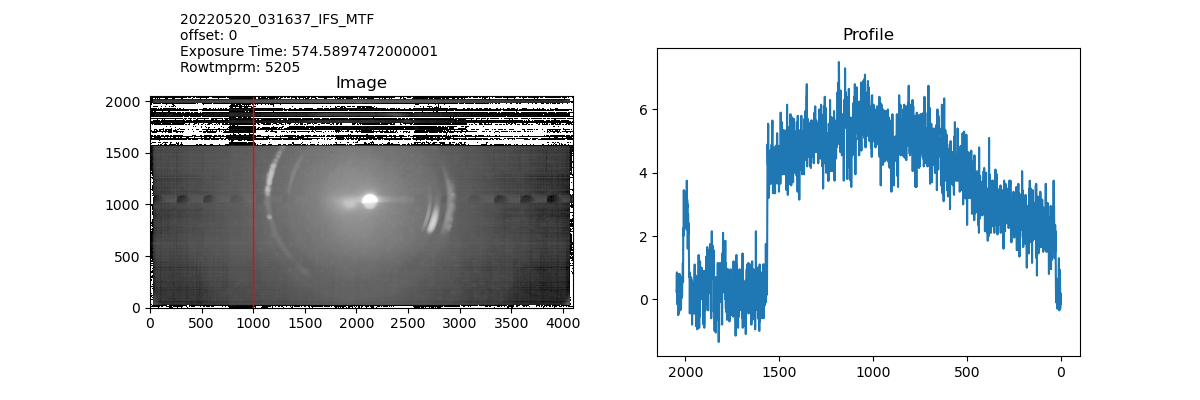 20220520_031637_IFS_MTF
offset: 0
Exposure Time: 574.5897472000001
Rowtmprm: 5205
Image
2000
1500
1000
500
0
0 500 1000 1500 2000 2500 3000 3500 4000
Profile
6
4
2
0
2000 1500 1000 500 0